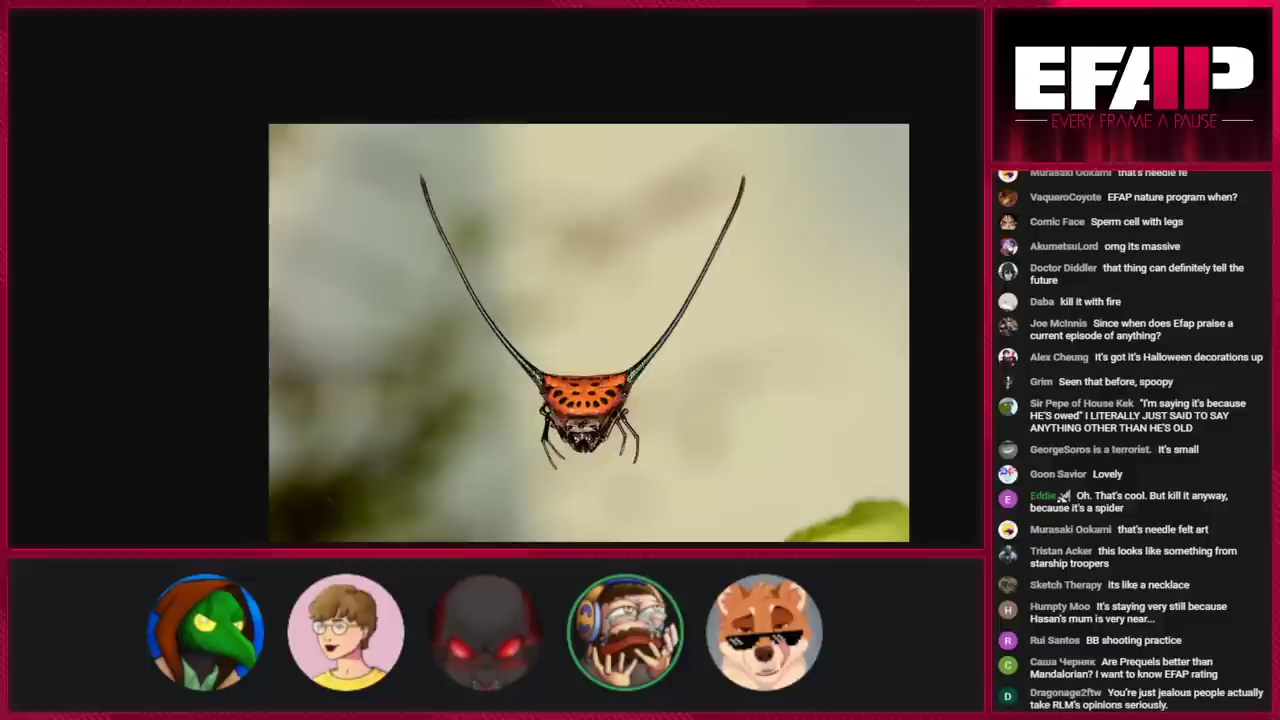 EFAP
EVERY FRAME A PAUSE
Murasaki Ookami that's needle fe
VaqueroCoyote EFAP nature program when?
Comic Face Sperm cell with legs
AkumetsuLord omg its massive
Doctor Diddler that thing can definitely tell the
future
Daba kill it with fire
Joe McInnis Since when does Efap praise a
current episode of anything?
Alex Cheung It's got it's Halloween decorations up
Grim Seen that before, spoopy
Sir Pepe of House Kek "I'm saying it's because
HE'S owed" I LITERALLY JUST SAID TO SAY
ANYTHING OTHER THAN HE'S OLD
GeorgeSoros is a terrorist. It's small
Goon Savior Lovely
E
Eddie Oh. That's cool. But kill it anyway,
because it's a spider
Murasaki Ookami that's needle felt art
Tristan Acker this looks like something from
starship troopers
Sketch Therapy its like a necklace
H
Humpty Moo It's staying very still because
Hasan's mum is very near...
R
Rui Santos BB shooting practice
C
Саша Черняк Are Prequels better than
Mandalorian? I want to know EFAP rating
D
Dragonage2ftw You're just jealous people actually
take RLM's opinions seriously.